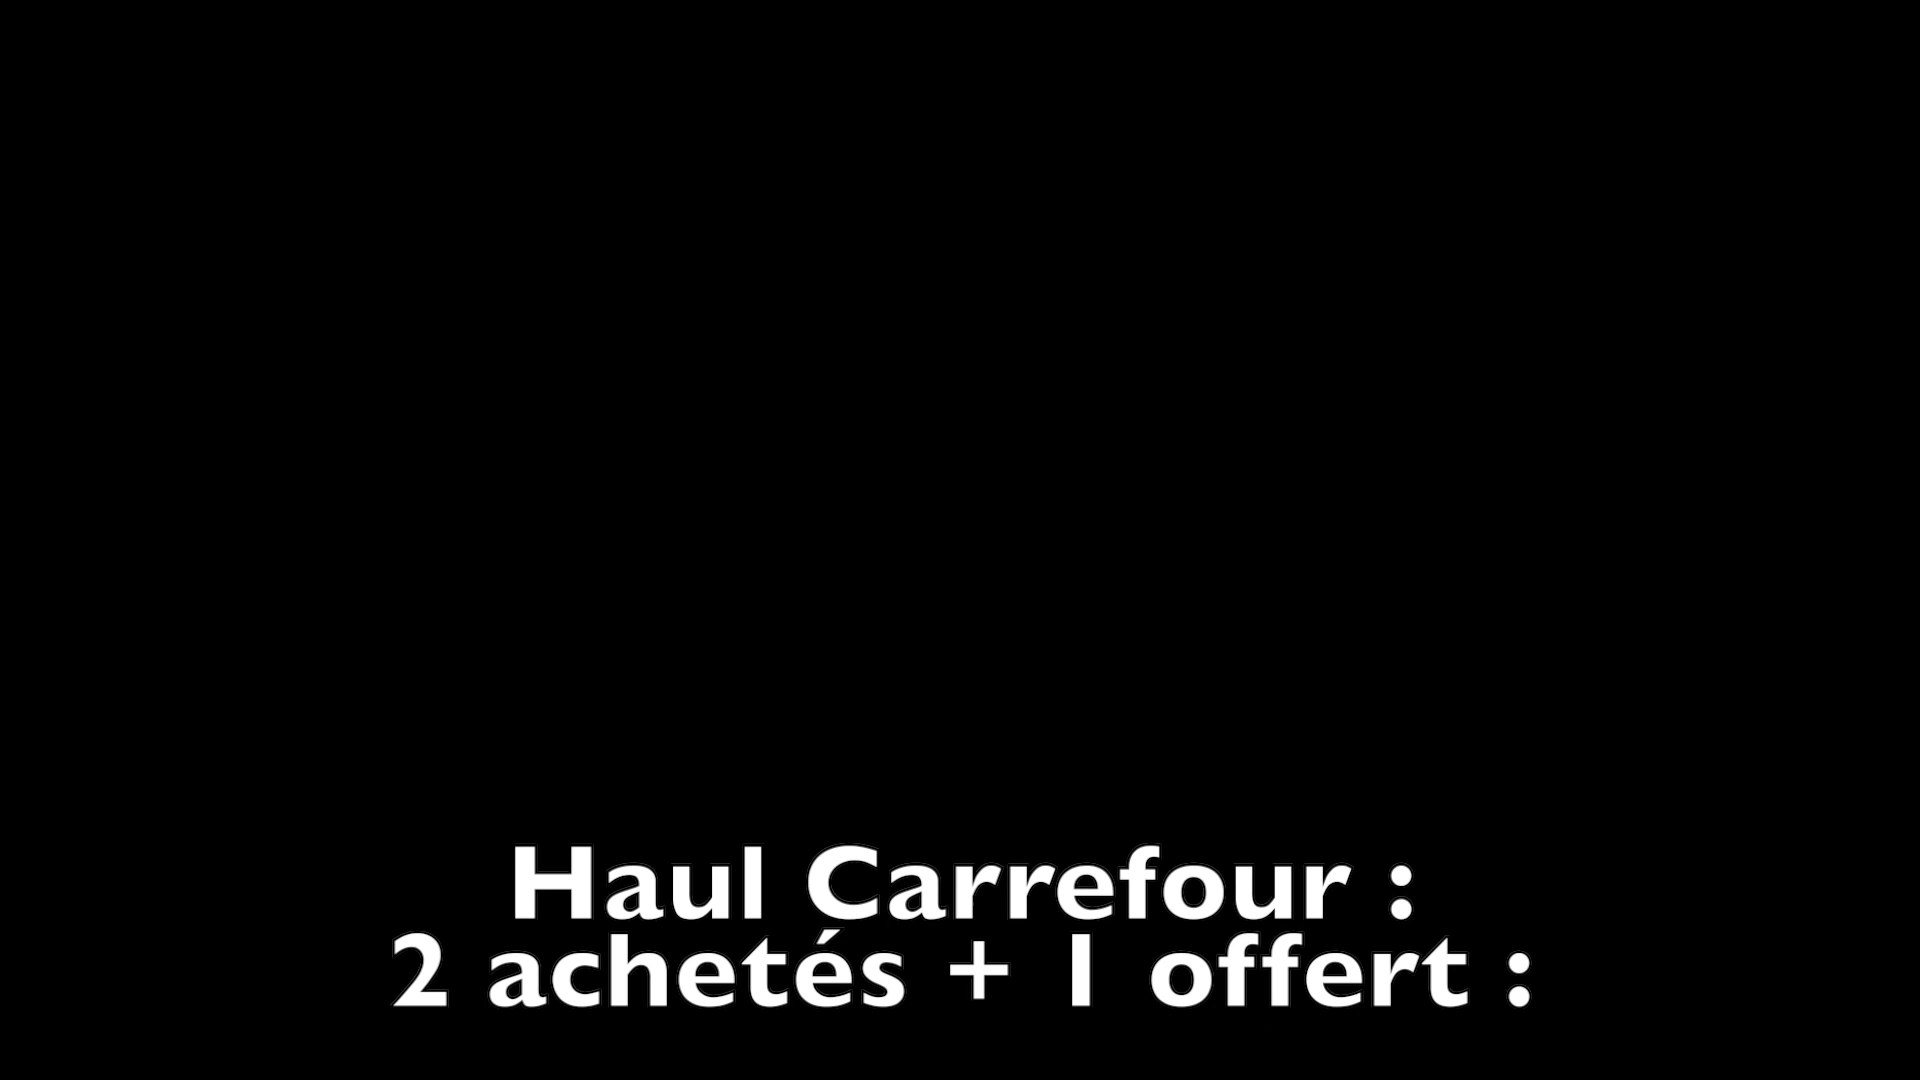 Haul Carrefour :
2 achetés + 1 offert :